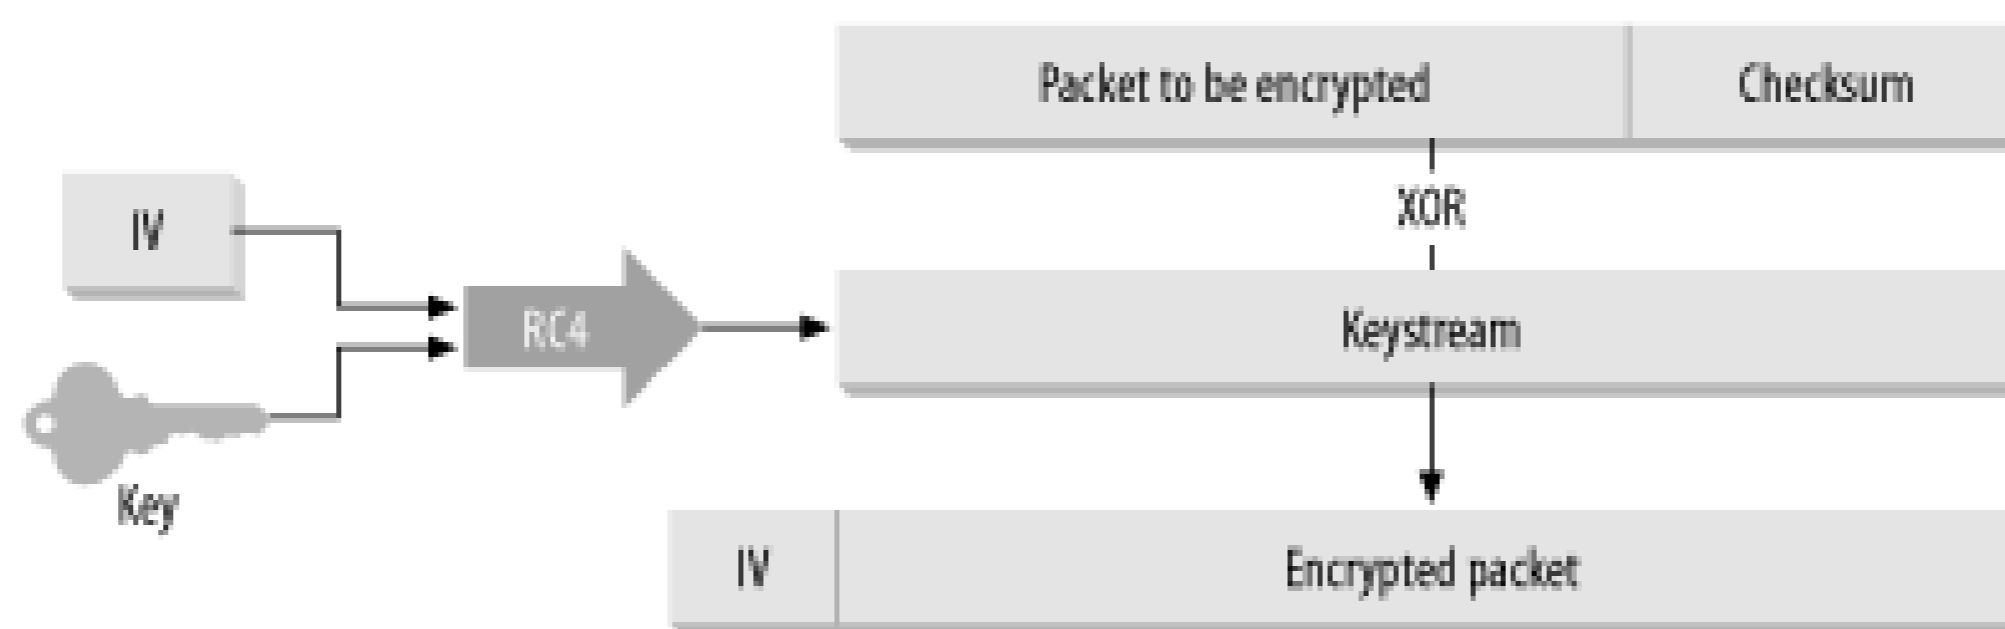 Packet to be encrypted
Checksum
XOR
IV
RC4
Keystream
Key
IV
Encrypted packet